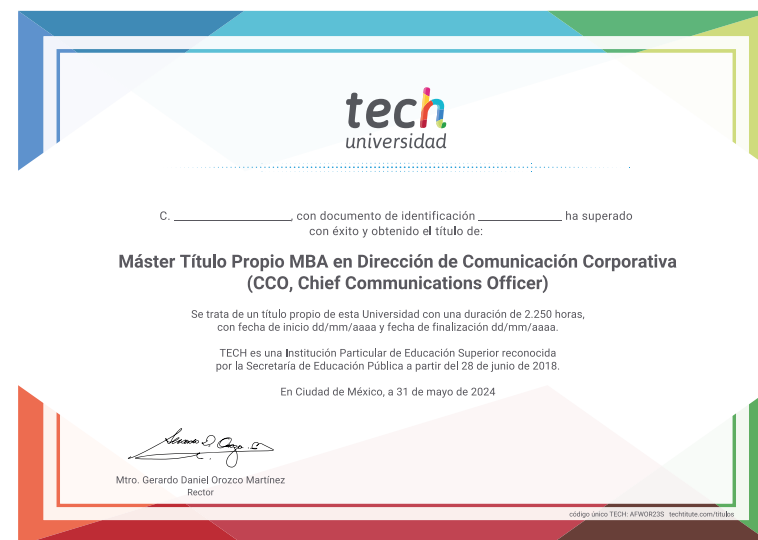 tech
universidad
C. ____________________, con documento de identificación ______________ ha superado
con éxito y obtenido el título de:
Máster Título Propio MBA en Dirección de Comunicación Corporativa
(CCO, Chief Communications Officer)
Se trata de un título propio de esta Universidad con una duración de 2.250 horas,
con fecha de inicio dd/mm/aaaa y fecha de finalización dd/mm/aaaa.
TECH es una Institución Particular de Educación Superior reconocida
por la Secretaría de Educación Pública a partir del 28 de junio de 2018.
En Ciudad de México, a 31 de mayo de 2024
Mtro. Gerardo Daniel Orozco Martínez
Rector
código único TECH: AFWOR23S techtitute.com/titulos